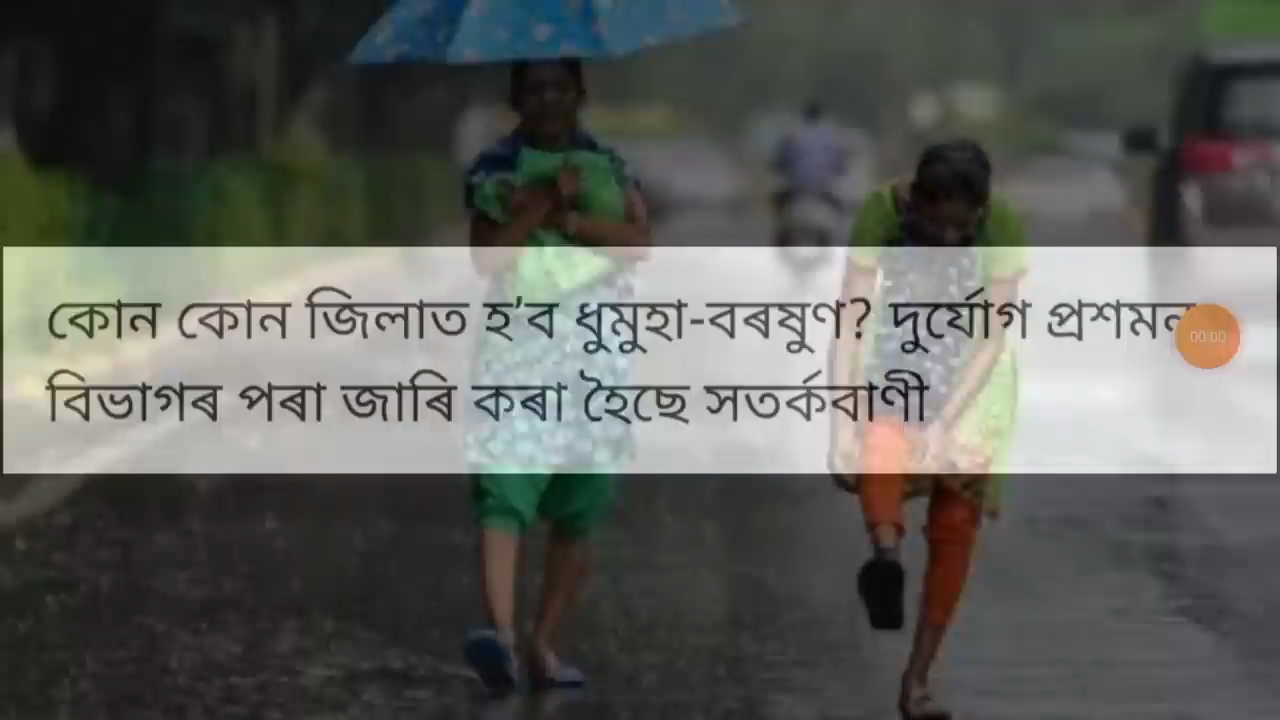 কোন কোন জিলাত হ'ব ধুমুহা-বৰষুণ? দুৰ্যোগ প্ৰশমন
বিভাগৰ পৰা জাৰি কৰা হৈছে সতৰ্কবাণী
00:00